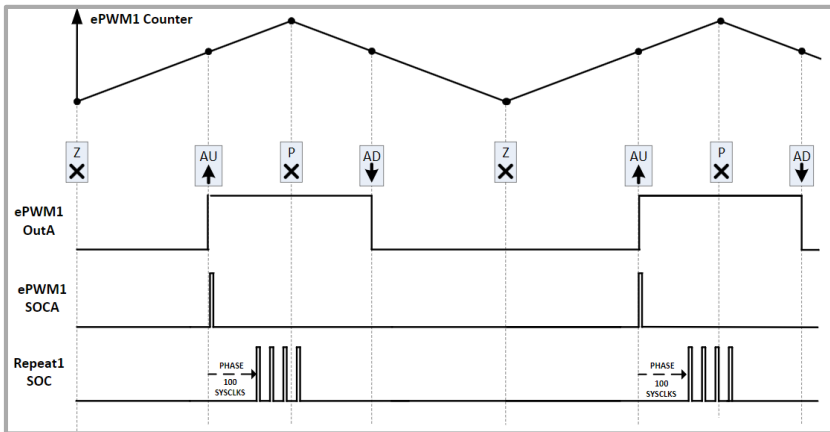 ePWM1 Counter
Z
AU
P
AD
Z
AU
P
AD
ePWM1
OutA
ePWM1
SOCA
Repeat1
SOC
PHASE
100
SYSCLKS
PHASE
100
SYSCLKS